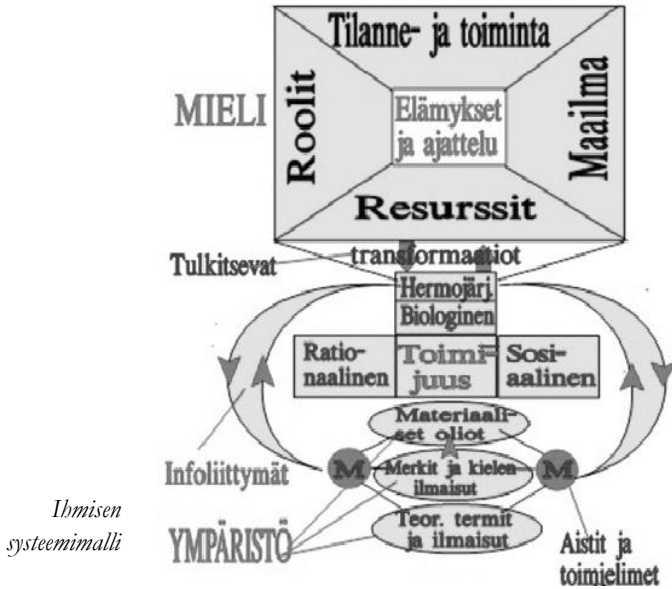 Tilanne- ja toiminta
MIELI
Roolit
Elämykset
ja ajattelu
Maailma
Resurssit
Tulkitsevat
transformaatiot
Hermojärj.
Biologinen
Ratio-
naalinen
Toimi-
juus
Sosi-
aalinen
Materiaali-
set oliot
Infoliittymät
M
Merkit ja kielen
ilmaisut
M
Ihmisen
systeemimalli
YMPÄRISTÖ
Teor. termit
ja ilmaisut
Aistit ja
toimielimet